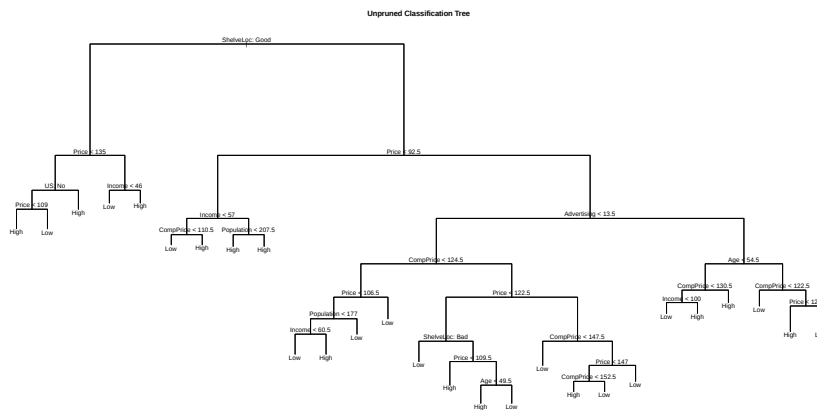 Unpruned Classification Tree
ShelveLoc: Good
Price < 135
Price < 92.5
US: No
Income < 46
Price < 109
High
Low
High
High
Low
Income < 57
Population < 207.5
CompPrice < 110.5
Low
High
High
High
Advertising < 13.5
CompPrice < 124.5
Age < 54.5
Price < 106.5
Price < 122.5
CompPrice < 130.5
CompPrice < 122.5
Population < 177
Low
Income < 100
High
Low
Income < 60.5
Low
Low
High
High
Low
High
ShelveLoc: Bad
CompPrice < 147.5
Low
Price < 109.5
Low
Price < 147
High
Age < 49.5
CompPrice < 152.5
Low
High
Low
High
Low